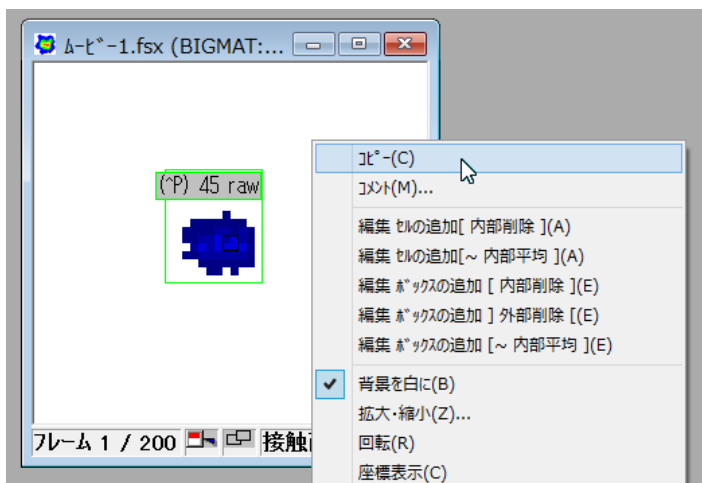 ﾑｰﾋﾞｰ1.fsx (BIGMAT:...
(^P) 45 raw
ﾌﾚｰﾑ 1 / 200 接触
ｺﾋﾟｰ(C)
ｺﾒﾝﾄ(M)...
編集 ｾﾙの追加[ 内部削除 ](A)
編集 ｾﾙの追加[~ 内部平均 ](A)
編集 ﾎﾞｯｸｽの追加 [ 内部削除 ](E)
編集 ﾎﾞｯｸｽの追加 ] 外部削除 [(E)
編集 ﾎﾞｯｸｽの追加 [~ 内部平均 ](E)
背景を白に(B)
拡大･縮小(Z)...
回転(R)
座標表示(C)